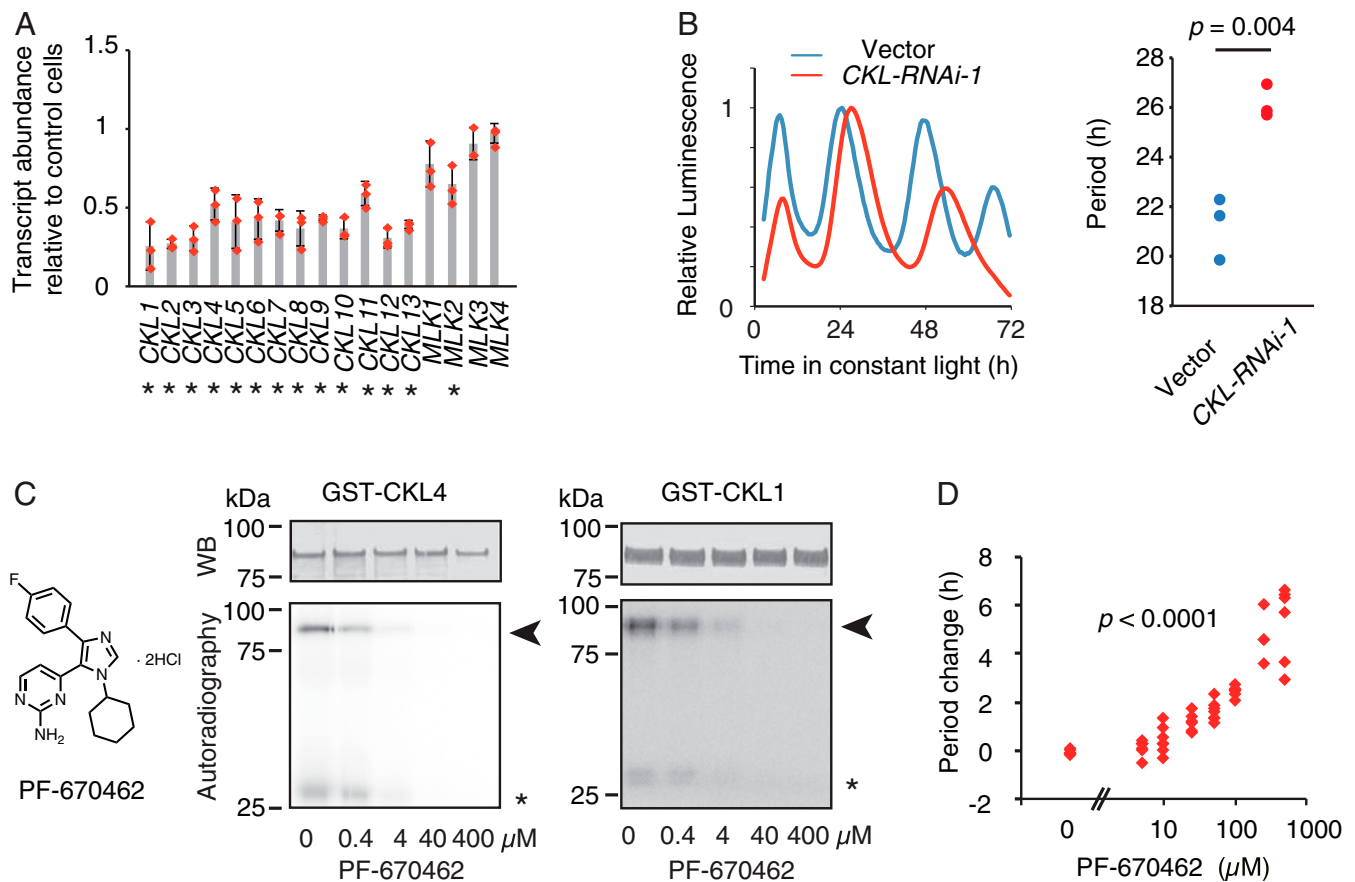 A
Transcript abundance
relative to control cells
1.5
1
0.5
0
CKL1
CKL2
CKL3
CKL4
CKL5
CKL6
CKL7
CKL8
CKL9
CKL10
CKL11
CKL12
CKL13
MLK1
MLK2
MLK3
MLK4
* * * * * * * * * * * * * *
B
Vector
CKL-RNAi-1
Relative Luminescence
1
0
0 24 48 72
Time in constant light (h)
p = 0.004
Period (h)
28
26
24
22
20
18
Vector
CKL-RNAi-1
C
F
N
N
N
N
NH2
· 2HCl
PF-670462
kDa
GST-CKL4
WB
100
75
Autoradiography
100
75
25
*
0 0.4 4 40 400 µM
PF-670462
kDa
GST-CKL1
100
75
100
75
25
*
0 0.4 4 40 400 µM
PF-670462
D
Period change (h)
8
6
4
2
0
-2
p < 0.0001
0 10 100 1000
PF-670462 (µM)